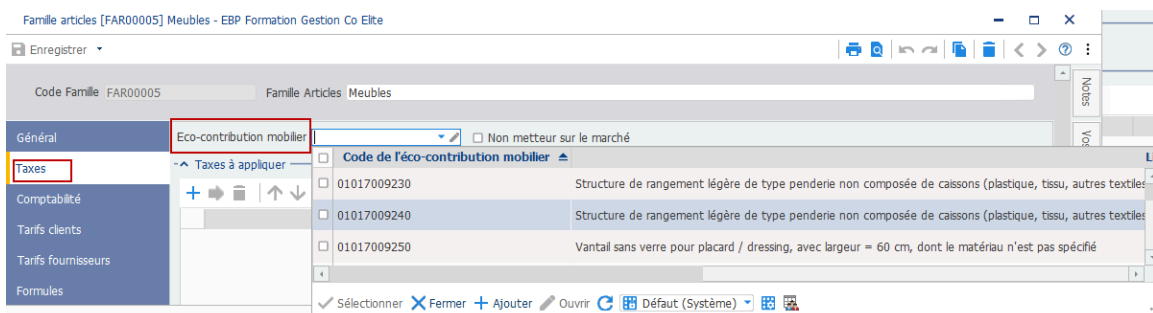 Famille articles [FAR00005] Meubles - EBP Formation Gestion Co Elite
Enregistrer
Code Famille FAR00005 Famille Articles Meubles
Notes
Général
Eco-contribution mobilier Non metteur sur le marché
Taxes
Taxes à appliquer
Code de l'éco-contribution mobilier
01017009230 Structure de rangement légère de type penderie non composée de caissons (plastique, tissu, autres textiles
Comptabilité
01017009240 Structure de rangement légère de type penderie non composée de caissons (plastique, tissu, autres textiles
Tarifs clients
01017009250 Vantail sans verre pour placard / dressing, avec largeur = 60 cm, dont le matériau n'est pas spécifié
Tarifs fournisseurs
Formules
Sélectionner Fermer Ajouter Ouvrir Défaut (Système)